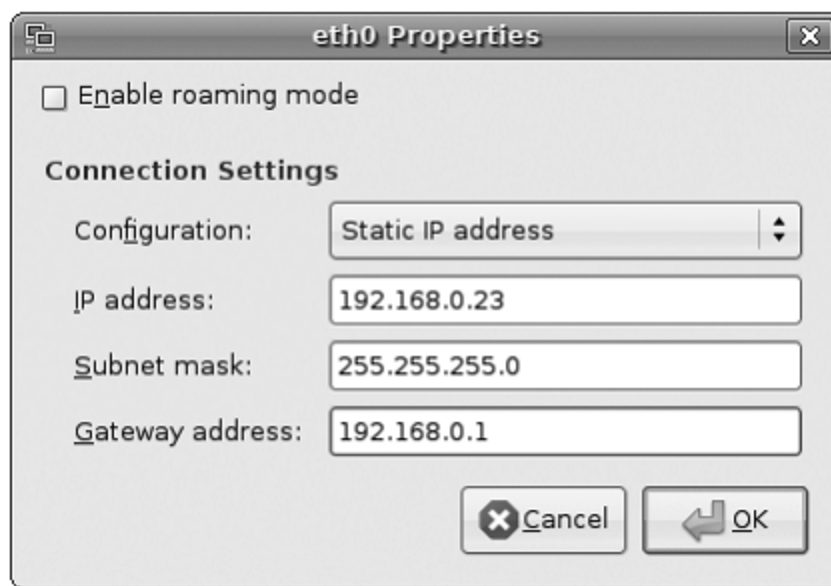 eth0 Properties
Enable roaming mode
Connection Settings
Configuration: Static IP address
IP address: 192.168.0.23
Subnet mask: 255.255.255.0
Gateway address: 192.168.0.1
Cancel OK